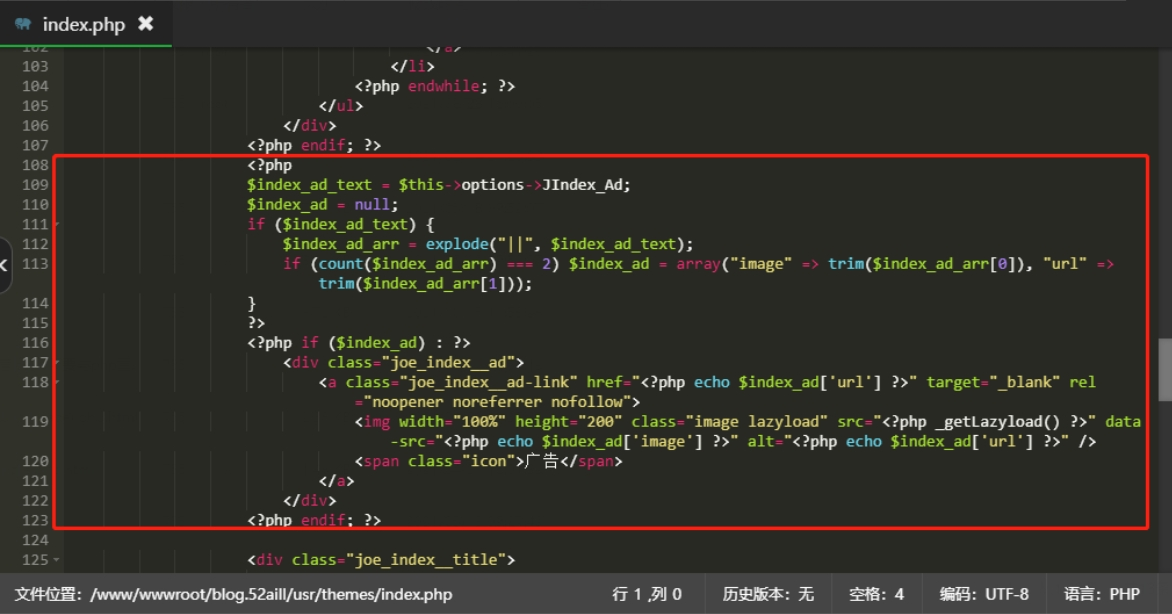 index.php ✖
102 </a>
103 </li>
104 <?php endwhile; ?>
105 </ul>
106 </div>
107 <?php endif; ?>
108 <?php
109 $index_ad_text = $this->options->JIndex_Ad;
110 $index_ad = null;
111 if ($index_ad_text) {
112 $index_ad_arr = explode("||", $index_ad_text);
113 if (count($index_ad_arr) === 2) $index_ad = array("image" => trim($index_ad_arr[0]), "url" =>
trim($index_ad_arr[1]));
114 }
115 ?>
116 <?php if ($index_ad) : ?>
117 <div class="joe_index__ad">
118 <a class="joe_index__ad-link" href="<?php echo $index_ad['url'] ?>" target="_blank" rel
="noopener noreferrer nofollow">
119 <img width="100%" height="200" class="image lazyload" src="<?php _getLazyload() ?>" data
-src="<?php echo $index_ad['image'] ?>" alt="<?php echo $index_ad['url'] ?>" />
120 <span class="icon">广告</span>
121 </a>
122 </div>
123 <?php endif; ?>
124
125 <div class="joe_index__title">
文件位置: /www/wwwroot/blog.52aill/usr/themes/index.php 行 1 ,列 0 历史版本: 无 空格: 4 编码: UTF-8 语言: PHP